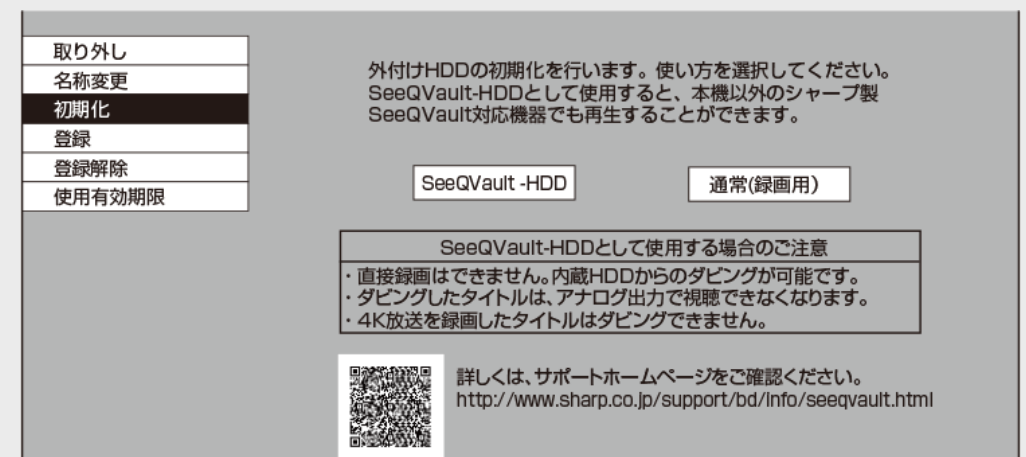 取り外し
名称変更
初期化
登録
登録解除
使用有効期限
外付けHDDの初期化を行います。使い方を選択してください。
SeeQVault-HDDとして使用すると、本機以外のシャープ製
SeeQVault対応機器でも再生することができます。
SeeQVault -HDD
通常(録画用)
SeeQVault-HDDとして使用する場合のご注意
・直接録画はできません。内蔵HDDからのダビングが可能です。
・ダビングしたタイトルは、アナログ出力で視聴できなくなります。
・4K放送を録画したタイトルはダビングできません。
詳しくは、サポートホームページをご確認ください。
http://www.sharp.co.jp/support/bd/info/seeqvault.html